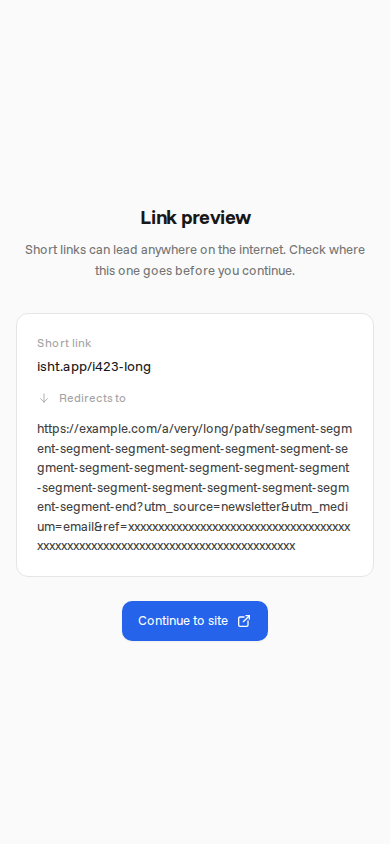 Link preview
Short links can lead anywhere on the internet. Check where
this one goes before you continue.
Short link
isht.app/i423-long
Redirects to
https://example.com/a/very/long/path/segment-segm
ent-segment-segment-segment-segment-segment-se
gment-segment-segment-segment-segment-segment
-segment-segment-segment-segment-segment-segm
ent-segment-end?utm_source=newsletter&utm_medi
um=email&ref=xxxxxxxxxxxxxxxxxxxxxxxxxxxxxxxxxxxxx
xxxxxxxxxxxxxxxxxxxxxxxxxxxxxxxxxxxxxxxxxxx
Continue to site